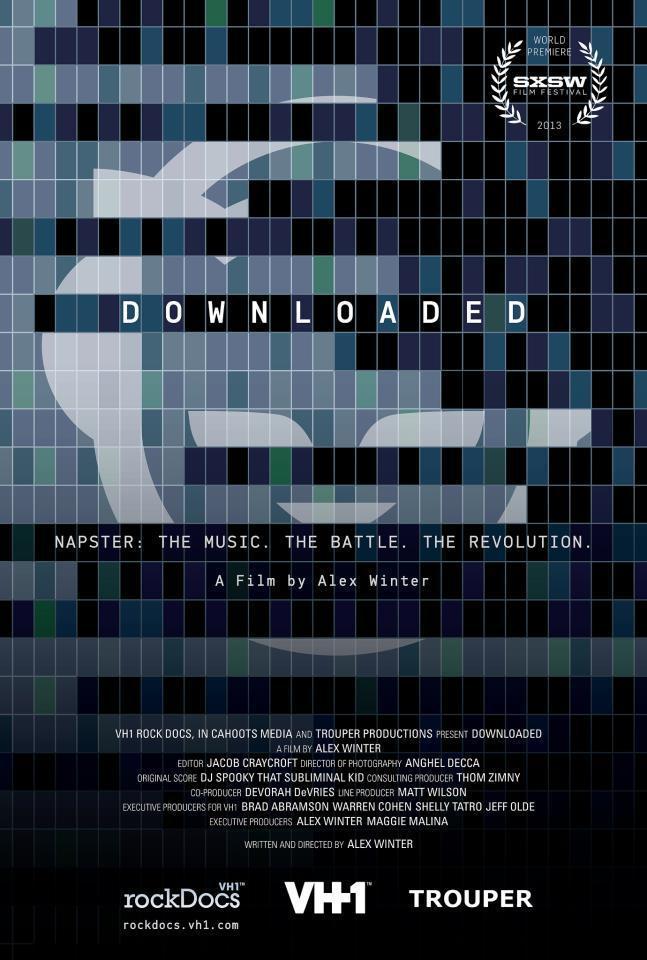 WORLD
PREMIERE
SXSW
FILM FESTIVAL
2013
DOWNLOADED
NAPSTER: THE MUSIC. THE BATTLE. THE REVOLUTION.
A Film by Alex Winter
VH1 ROCK DOCS, IN CAHOOTS MEDIA AND TROUPER PRODUCTIONS PRESENT DOWNLOADED
A FILM BY ALEX WINTER
EDITOR JACOB CRAYCROFT DIRECTOR OF PHOTOGRAPHY ANGHEL DECCA
ORIGINAL SCORE DJ SPOOKY THAT SUBLIMINAL KID CONSULTING PRODUCER THOM ZIMNY
CO-PRODUCER DEVORAH DeVRIES LINE PRODUCER MATT WILSON
EXECUTIVE PRODUCERS FOR VH1 BRAD ABRAMSON WARREN COHEN SHELLY TATRO JEFF OLDE
EXECUTIVE PRODUCERS ALEX WINTER MAGGIE MALINA
WRITTEN AND DIRECTED BY ALEX WINTER
VH1™
rockDocs
rockdocs.vh1.com
VH1™
TROUPER